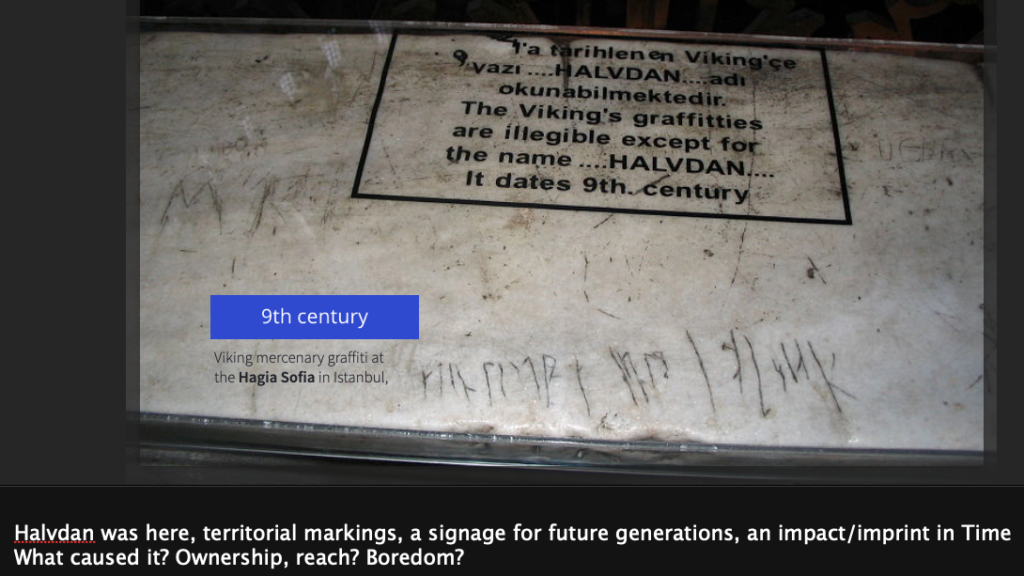 9, 'a tarihlenen Viking'çe
yazı ....HALVDAN....adı
okunabilmektedir.
The Viking's graffitties
are illegible except for
the name ....HALVDAN....
It dates 9th. century
9th century
Viking mercenary graffiti at
the Hagia Sofia in Istanbul,
Halvdan was here, territorial markings, a signage for future generations, an impact/imprint in Time
What caused it? Ownership, reach? Boredom?